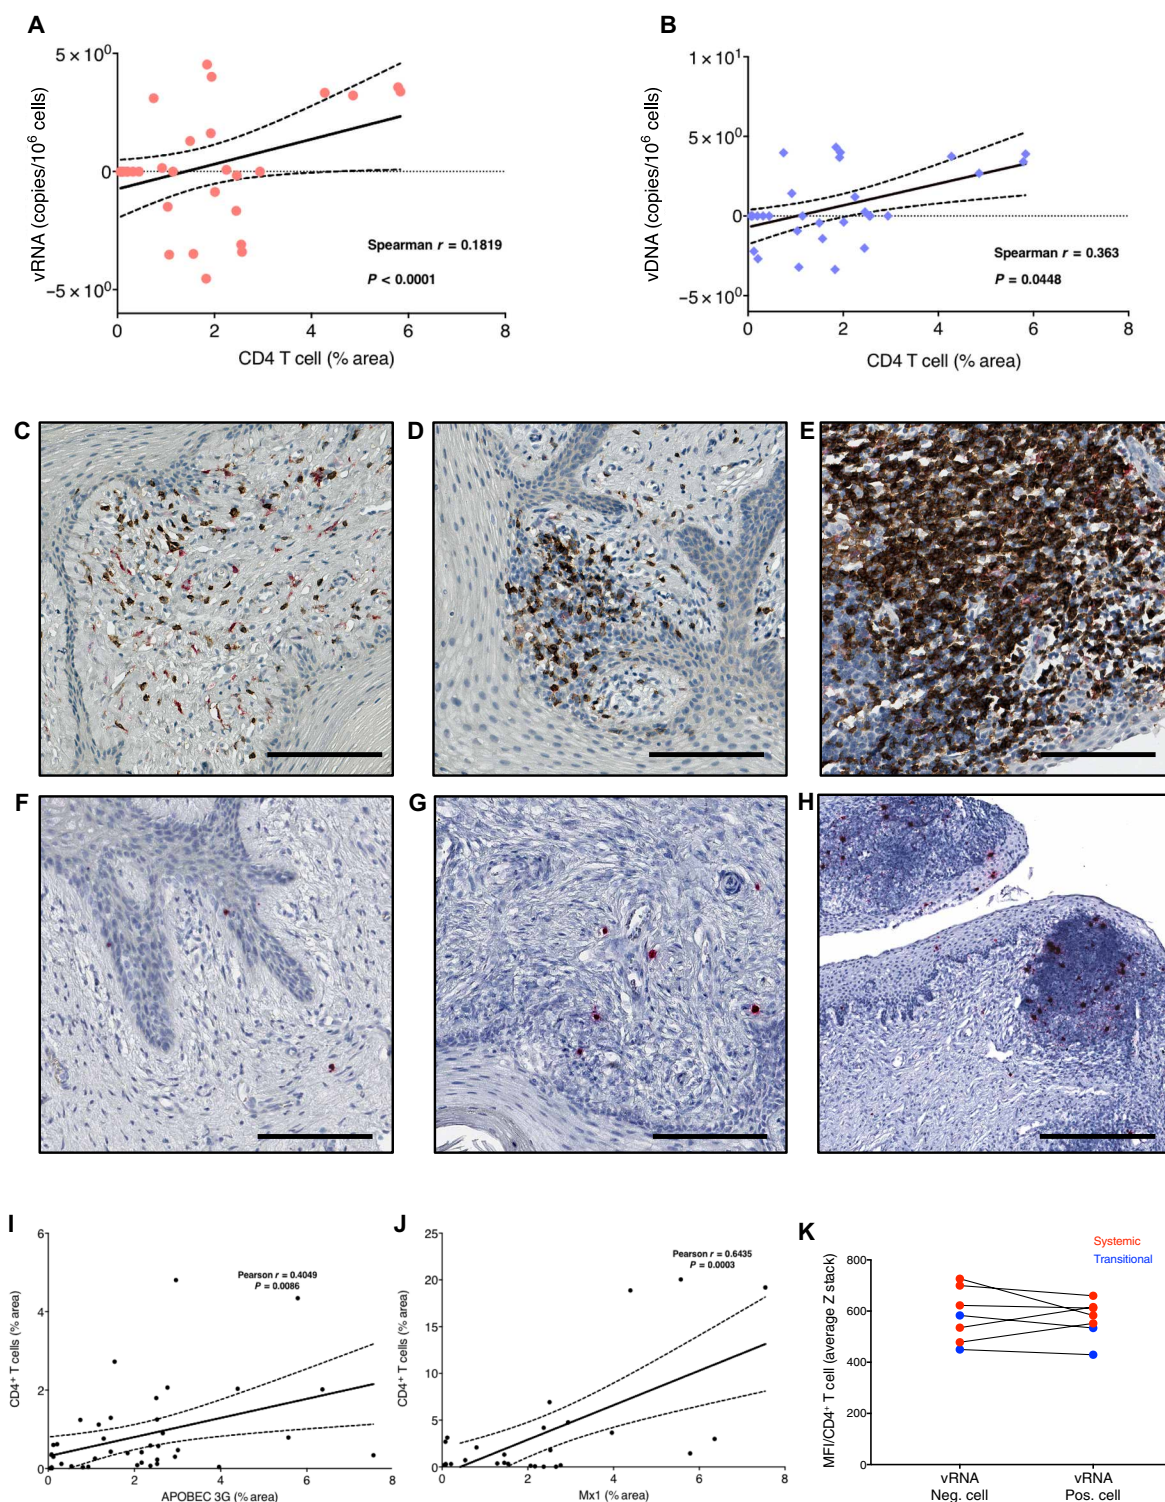 A
5 × 10⁰
0
−5 × 10⁰
vRNA (copies/10⁶ cells)
Spearman r = 0.1819
P < 0.0001
0 2 4 6 8
CD4 T cell (% area)
B
1 × 10¹
5 × 10⁰
0
−5 × 10⁰
vDNA (copies/10⁶ cells)
Spearman r = 0.363
P = 0.0448
0 2 4 6 8
CD4 T cell (% area)
C
D
E
F
G
H
I
6
4
2
0
CD4⁺ T cells (% area)
Pearson r = 0.4049
P = 0.0086
0 2 4 6 8
APOBEC 3G (% area)
J
25
20
15
10
5
0
CD4⁺ T cells (% area)
Pearson r = 0.6435
P = 0.0003
0 2 4 6 8
Mx1 (% area)
K
Systemic
Transitional
800
600
400
200
0
MFI/CD4⁺ T cell (average Z stack)
vRNA
Neg. cell
vRNA
Pos. cell